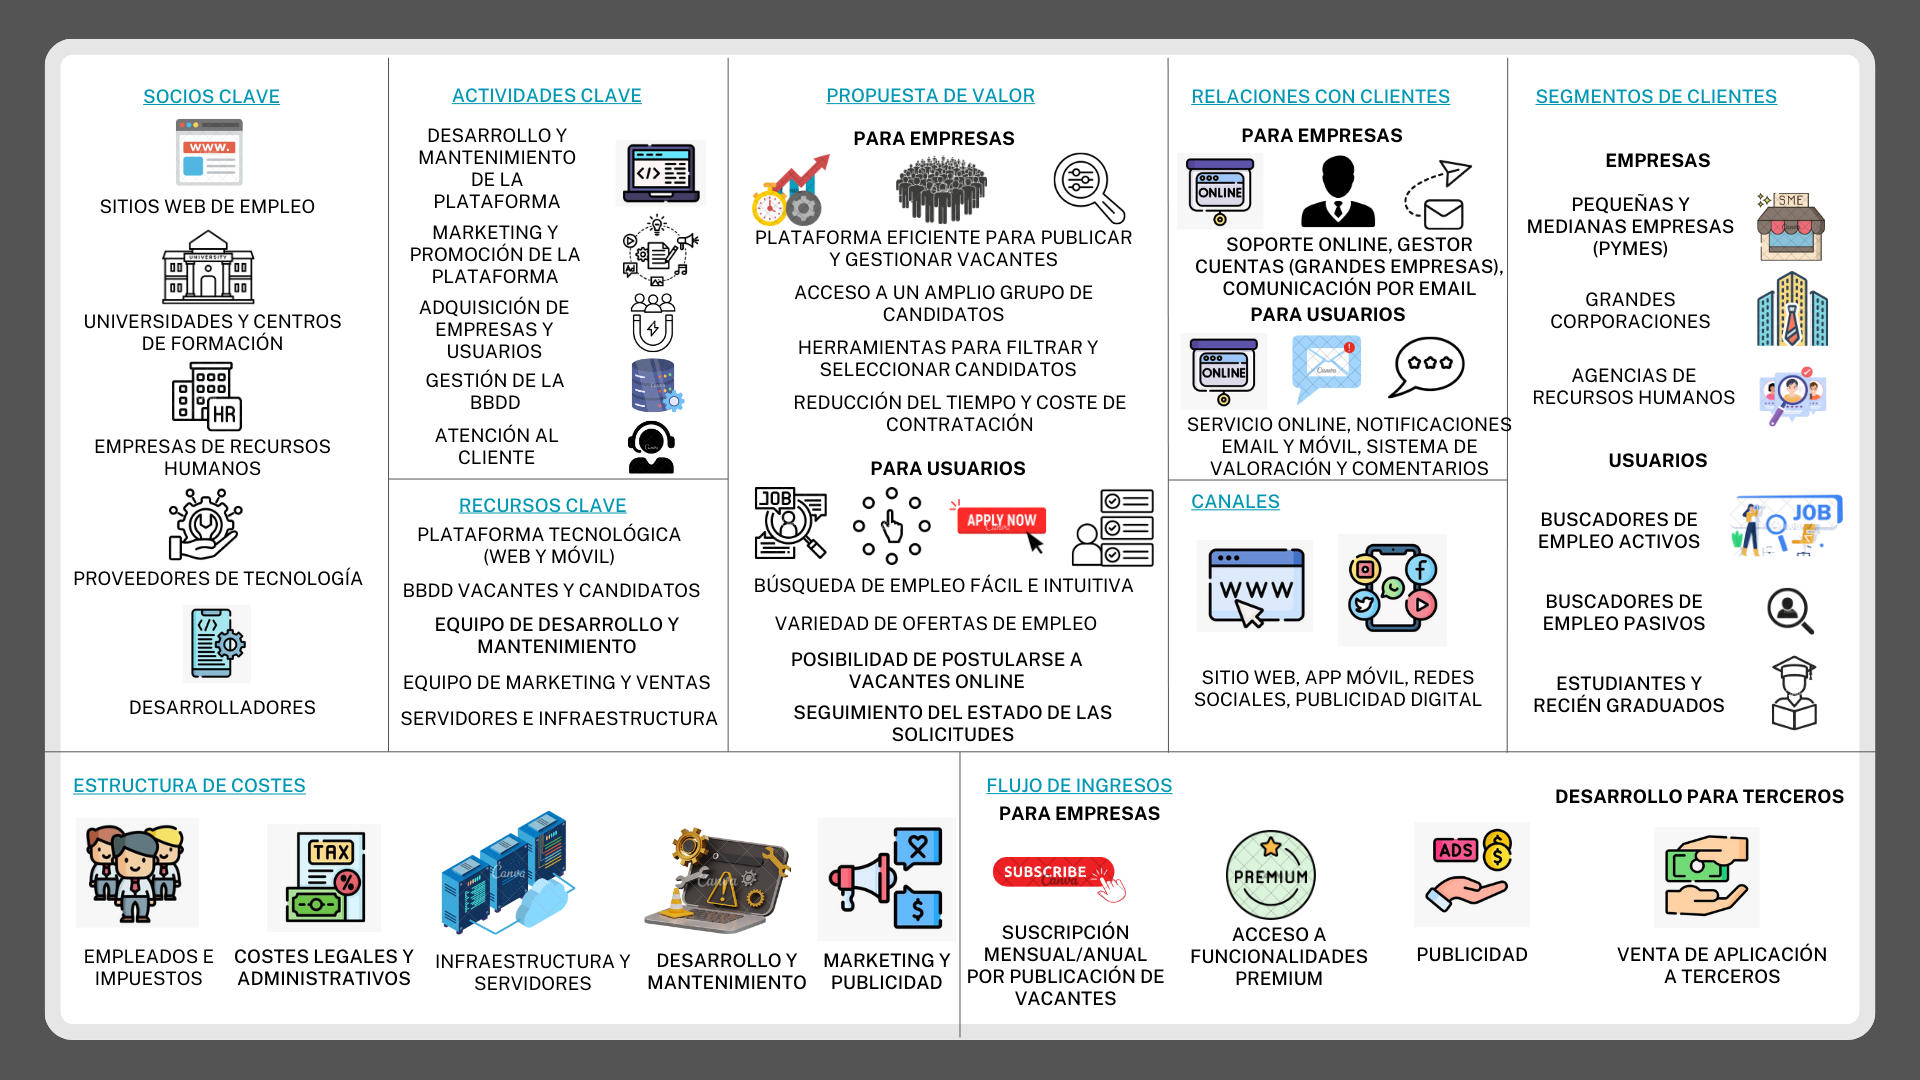 SOCIOS CLAVE
WWW.
SITIOS WEB DE EMPLEO
UNIVERSITY
UNIVERSIDADES Y CENTROS
DE FORMACIÓN
HR
EMPRESAS DE RECURSOS
HUMANOS
PROVEEDORES DE TECNOLOGÍA
</>
DESARROLLADORES
ACTIVIDADES CLAVE
DESARROLLO Y
MANTENIMIENTO
DE LA
PLATAFORMA
</>
MARKETING Y
PROMOCIÓN DE LA
PLATAFORMA
Ad
ADQUISICIÓN DE
EMPRESAS Y
USUARIOS
GESTIÓN DE LA
BBDD
ATENCIÓN AL
CLIENTE
RECURSOS CLAVE
PLATAFORMA TECNOLÓGICA
(WEB Y MÓVIL)
BBDD VACANTES Y CANDIDATOS
EQUIPO DE DESARROLLO Y
MANTENIMIENTO
EQUIPO DE MARKETING Y VENTAS
SERVIDORES E INFRAESTRUCTURA
PROPUESTA DE VALOR
PARA EMPRESAS
PLATAFORMA EFICIENTE PARA PUBLICAR
Y GESTIONAR VACANTES
ACCESO A UN AMPLIO GRUPO DE
CANDIDATOS
HERRAMIENTAS PARA FILTRAR Y
SELECCIONAR CANDIDATOS
REDUCCIÓN DEL TIEMPO Y COSTE DE
CONTRATACIÓN
PARA USUARIOS
JOB
APPLY NOW
Canva
BÚSQUEDA DE EMPLEO FÁCIL E INTUITIVA
VARIEDAD DE OFERTAS DE EMPLEO
POSIBILIDAD DE POSTULARSE A
VACANTES ONLINE
SEGUIMIENTO DEL ESTADO DE LAS
SOLICITUDES
RELACIONES CON CLIENTES
PARA EMPRESAS
ONLINE
SOPORTE ONLINE, GESTOR
CUENTAS (GRANDES EMPRESAS),
COMUNICACIÓN POR EMAIL
PARA USUARIOS
ONLINE
Canva
SERVICIO ONLINE, NOTIFICACIONES
EMAIL Y MÓVIL, SISTEMA DE
VALORACIÓN Y COMENTARIOS
CANALES
WWW
SITIO WEB, APP MÓVIL, REDES
SOCIALES, PUBLICIDAD DIGITAL
SEGMENTOS DE CLIENTES
EMPRESAS
PEQUEÑAS Y
MEDIANAS EMPRESAS
(PYMES)
SME
GRANDES
CORPORACIONES
AGENCIAS DE
RECURSOS HUMANOS
USUARIOS
BUSCADORES DE
EMPLEO ACTIVOS
JOB
BUSCADORES DE
EMPLEO PASIVOS
ESTUDIANTES Y
RECIÉN GRADUADOS
ESTRUCTURA DE COSTES
EMPLEADOS E
IMPUESTOS
TAX
%
COSTES LEGALES Y
ADMINISTRATIVOS
Canva
INFRAESTRUCTURA Y
SERVIDORES
Canva
DESARROLLO Y
MANTENIMIENTO
$
MARKETING Y
PUBLICIDAD
FLUJO DE INGRESOS
PARA EMPRESAS
SUBSCRIBE
Canva
SUSCRIPCIÓN
MENSUAL/ANUAL
POR PUBLICACIÓN DE
VACANTES
PREMIUM
ACCESO A
FUNCIONALIDADES
PREMIUM
ADS
$
$
PUBLICIDAD
DESARROLLO PARA TERCEROS
VENTA DE APLICACIÓN
A TERCEROS